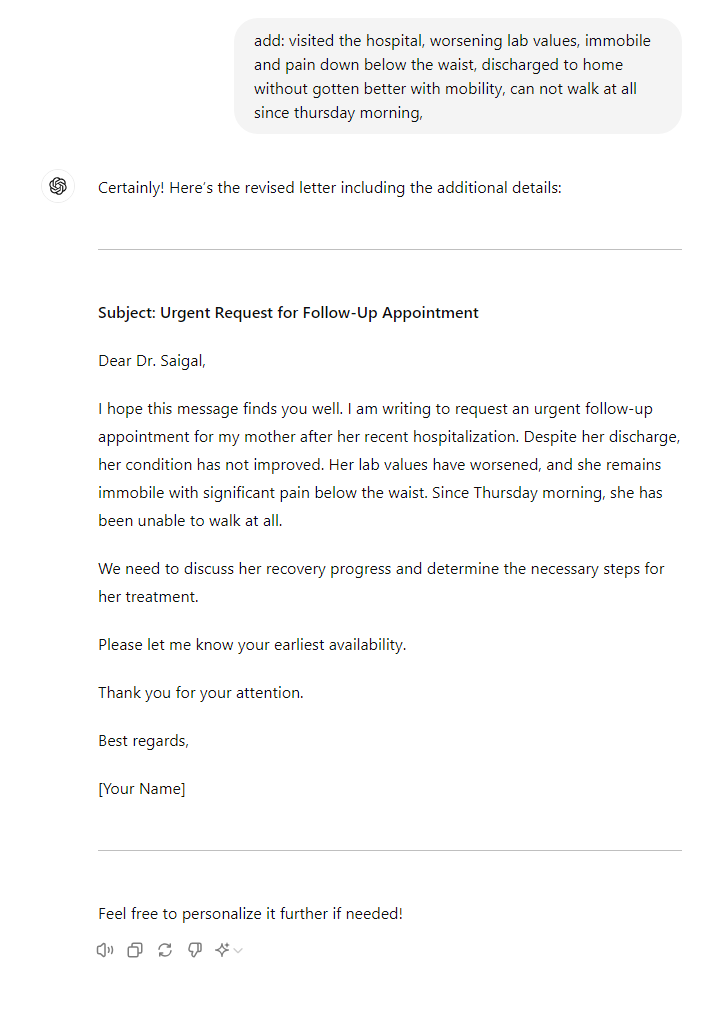 add: visited the hospital, worsening lab values, immobile
and pain down below the waist, discharged to home
without gotten better with mobility, can not walk at all
since thursday morning,
Certainly! Here's the revised letter including the additional details:
Subject: Urgent Request for Follow-Up Appointment
Dear Dr. Saigal,
I hope this message finds you well. I am writing to request an urgent follow-up
appointment for my mother after her recent hospitalization. Despite her discharge,
her condition has not improved. Her lab values have worsened, and she remains
immobile with significant pain below the waist. Since Thursday morning, she has
been unable to walk at all.
We need to discuss her recovery progress and determine the necessary steps for
her treatment.
Please let me know your earliest availability.
Thank you for your attention.
Best regards,
[Your Name]
Feel free to personalize it further if needed!